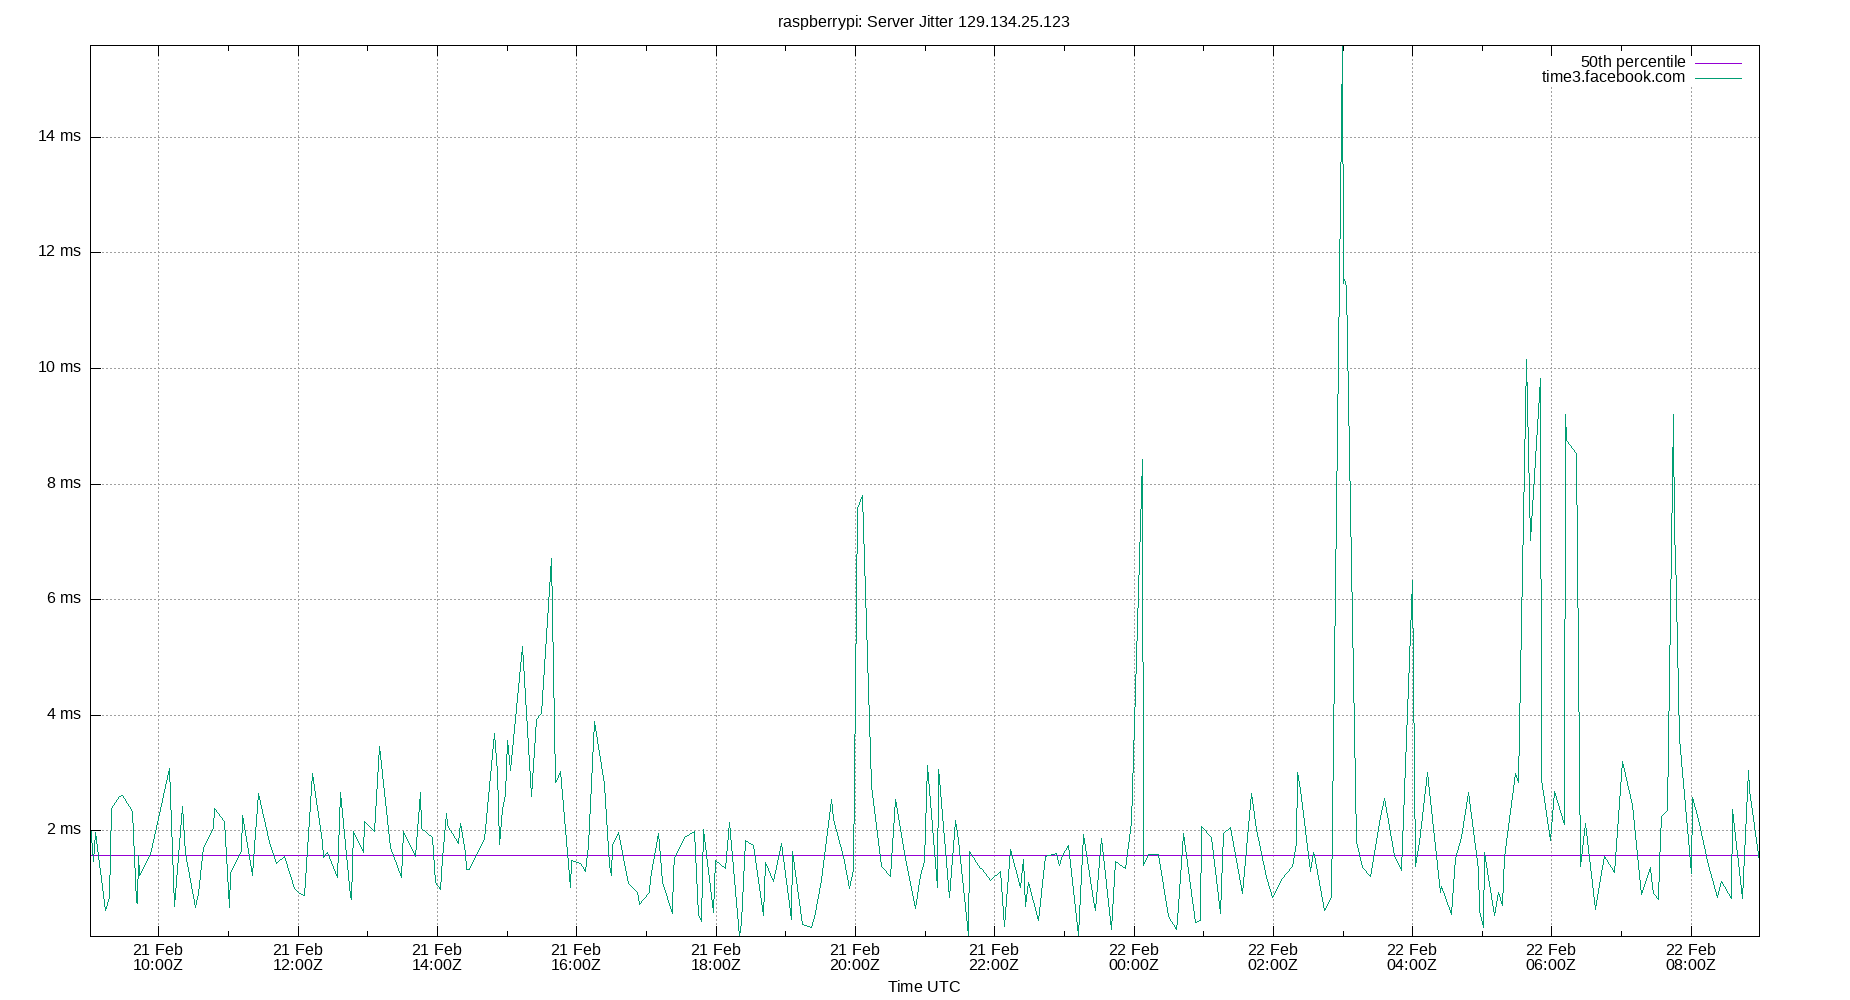 raspberrypi: Server Jitter 129.134.25.123
50th percentile
time3.facebook.com
14 ms
12 ms
10 ms
8 ms
6 ms
4 ms
2 ms
21 Feb 21 Feb 21 Feb 21 Feb 21 Feb 21 Feb 21 Feb 22 Feb 22 Feb 22 Feb 22 Feb 22 Feb
10:00Z 12:00Z 14:00Z 16:00Z 18:00Z 20:00Z 22:00Z 00:00Z 02:00Z 04:00Z 06:00Z 08:00Z
Time UTC